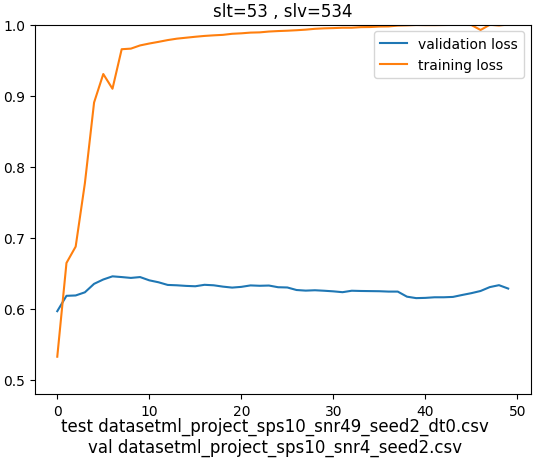 slt=53 , slv=534
1.0
0.9
0.8
0.7
0.6
0.5
validation loss
training loss
0 10 20 30 40 50
test datasetml_project_sps10_snr49_seed2_dt0.csv
val datasetml_project_sps10_snr4_seed2.csv